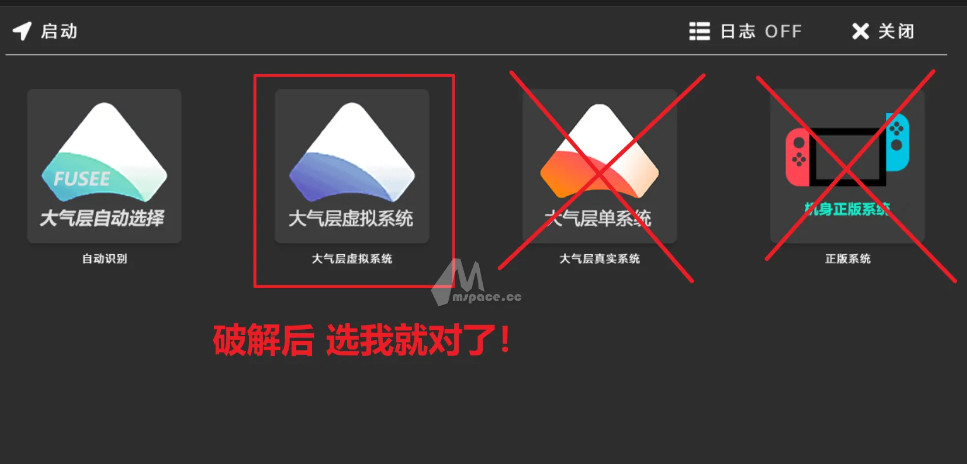 启动
日志 OFF
关闭
FUSEE
大气层自动选择
自动识别
大气层虚拟系统
大气层虚拟系统
大气层单系统
大气层真实系统
机身正版系统
正版系统
mspace.cc
破解后 选我就对了！